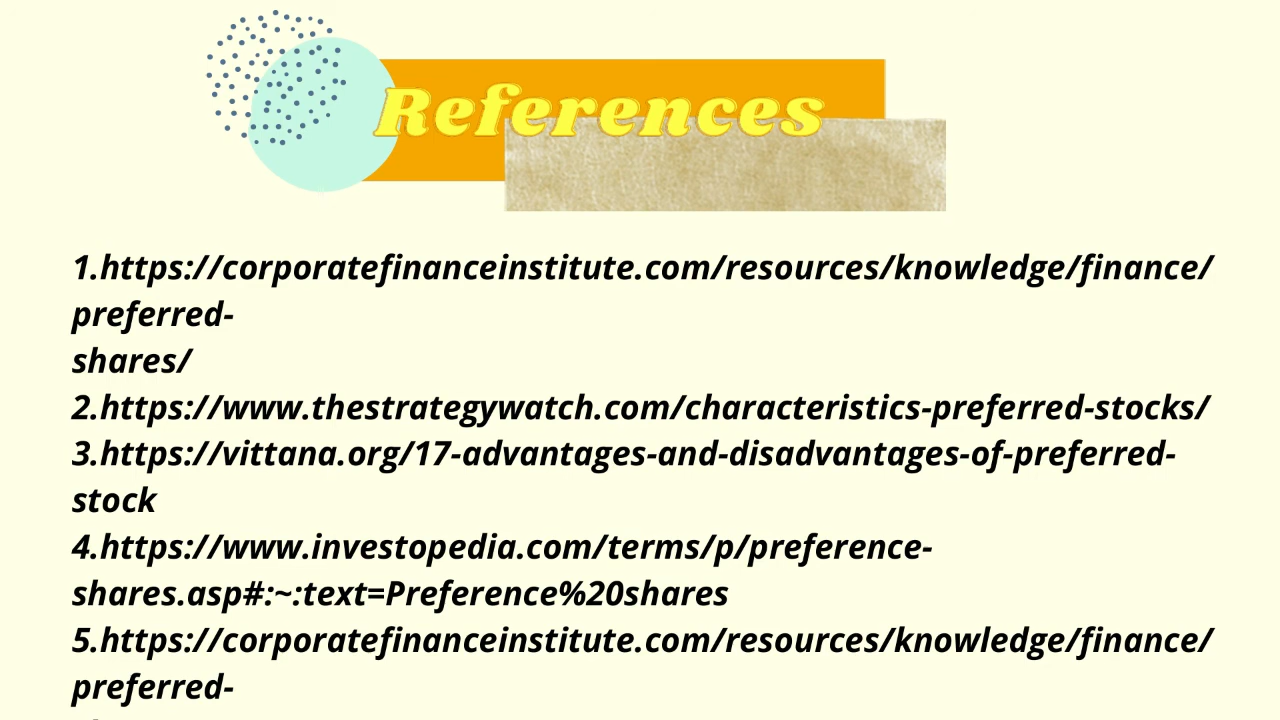 References
1.https://corporatefinanceinstitute.com/resources/knowledge/finance/
preferred-
shares/
2.https://www.thestrategywatch.com/characteristics-preferred-stocks/
3.https://vittana.org/17-advantages-and-disadvantages-of-preferred-
stock
4.https://www.investopedia.com/terms/p/preference-
shares.asp#:~:text=Preference%20shares
5.https://corporatefinanceinstitute.com/resources/knowledge/finance/
preferred-